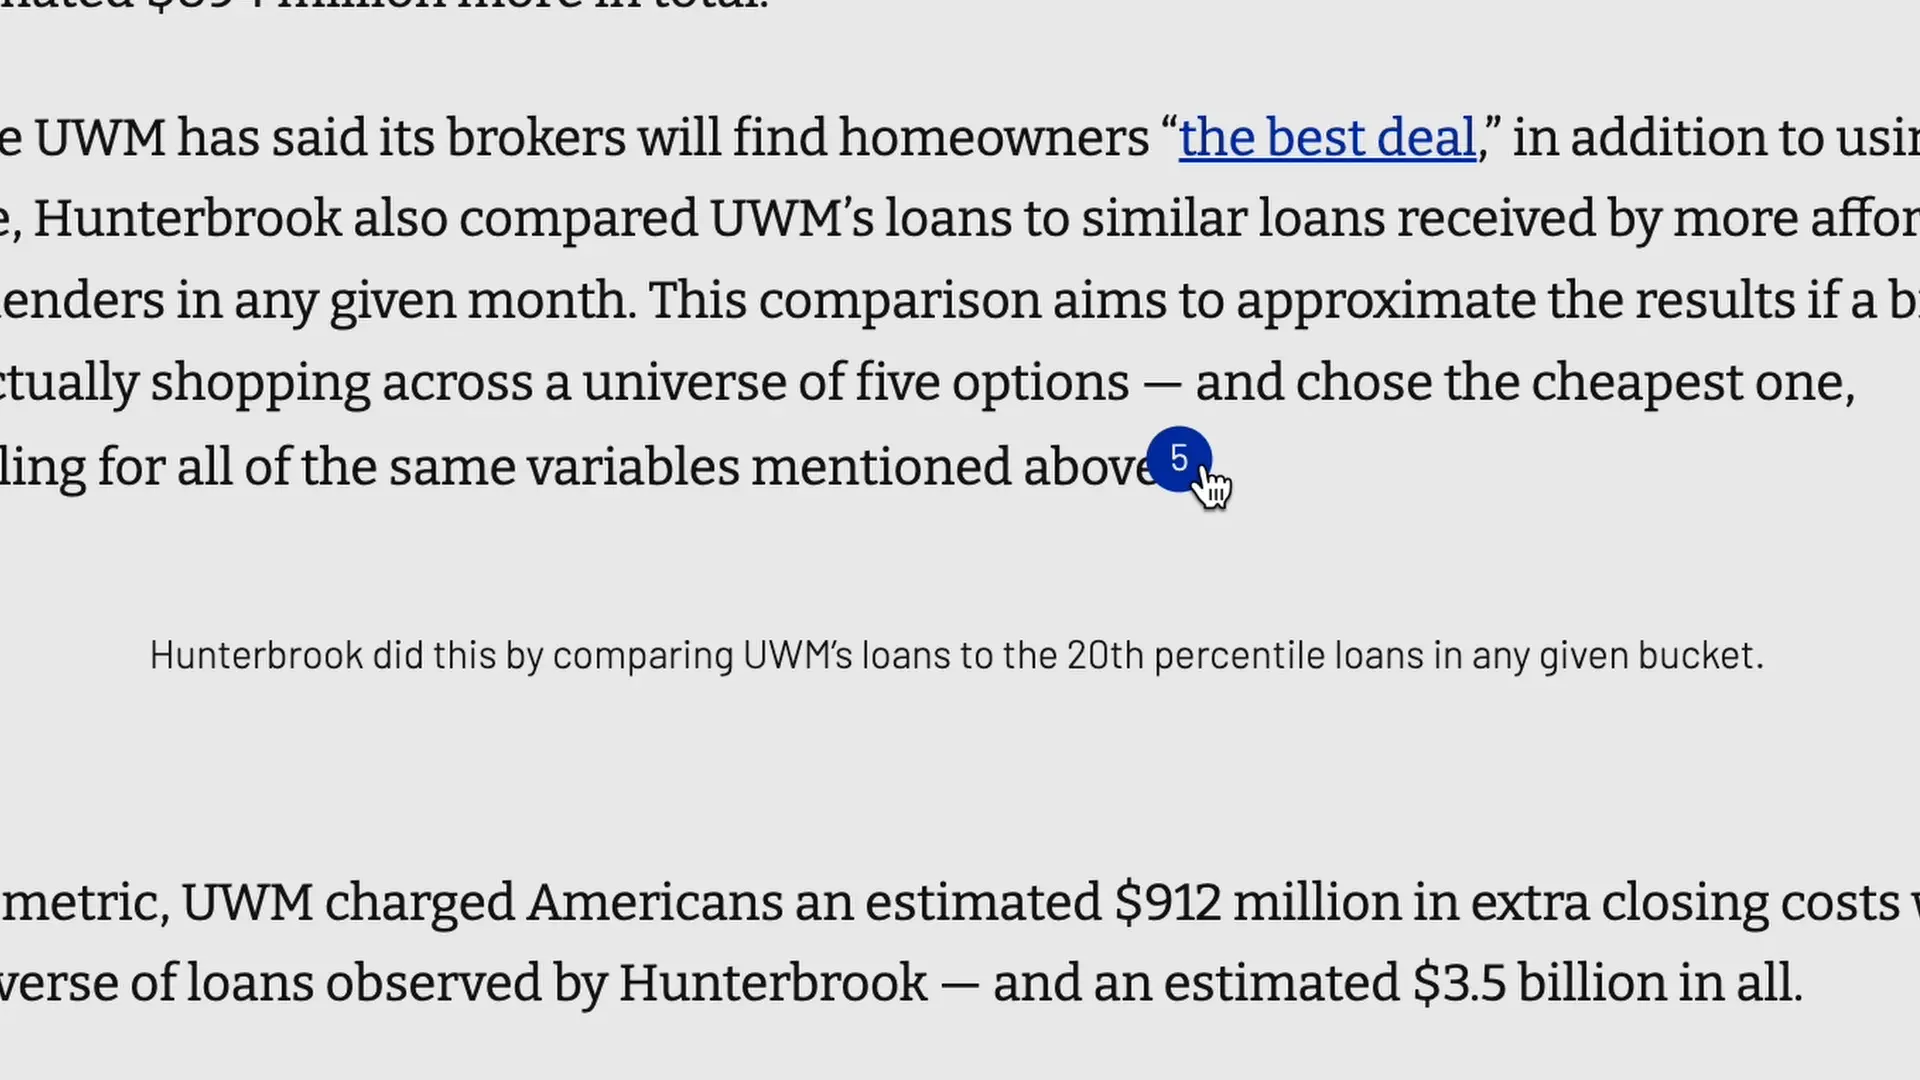 million more in total.
e UWM has said its brokers will find homeowners “the best deal,” in addition to usin
e, Hunterbrook also compared UWM’s loans to similar loans received by more affor
enders in any given month. This comparison aims to approximate the results if a b
ctually shopping across a universe of five options — and chose the cheapest one,
ling for all of the same variables mentioned above 5
Hunterbrook did this by comparing UWM’s loans to the 20th percentile loans in any given bucket.
metric, UWM charged Americans an estimated $912 million in extra closing costs
verse of loans observed by Hunterbrook — and an estimated $3.5 billion in all.